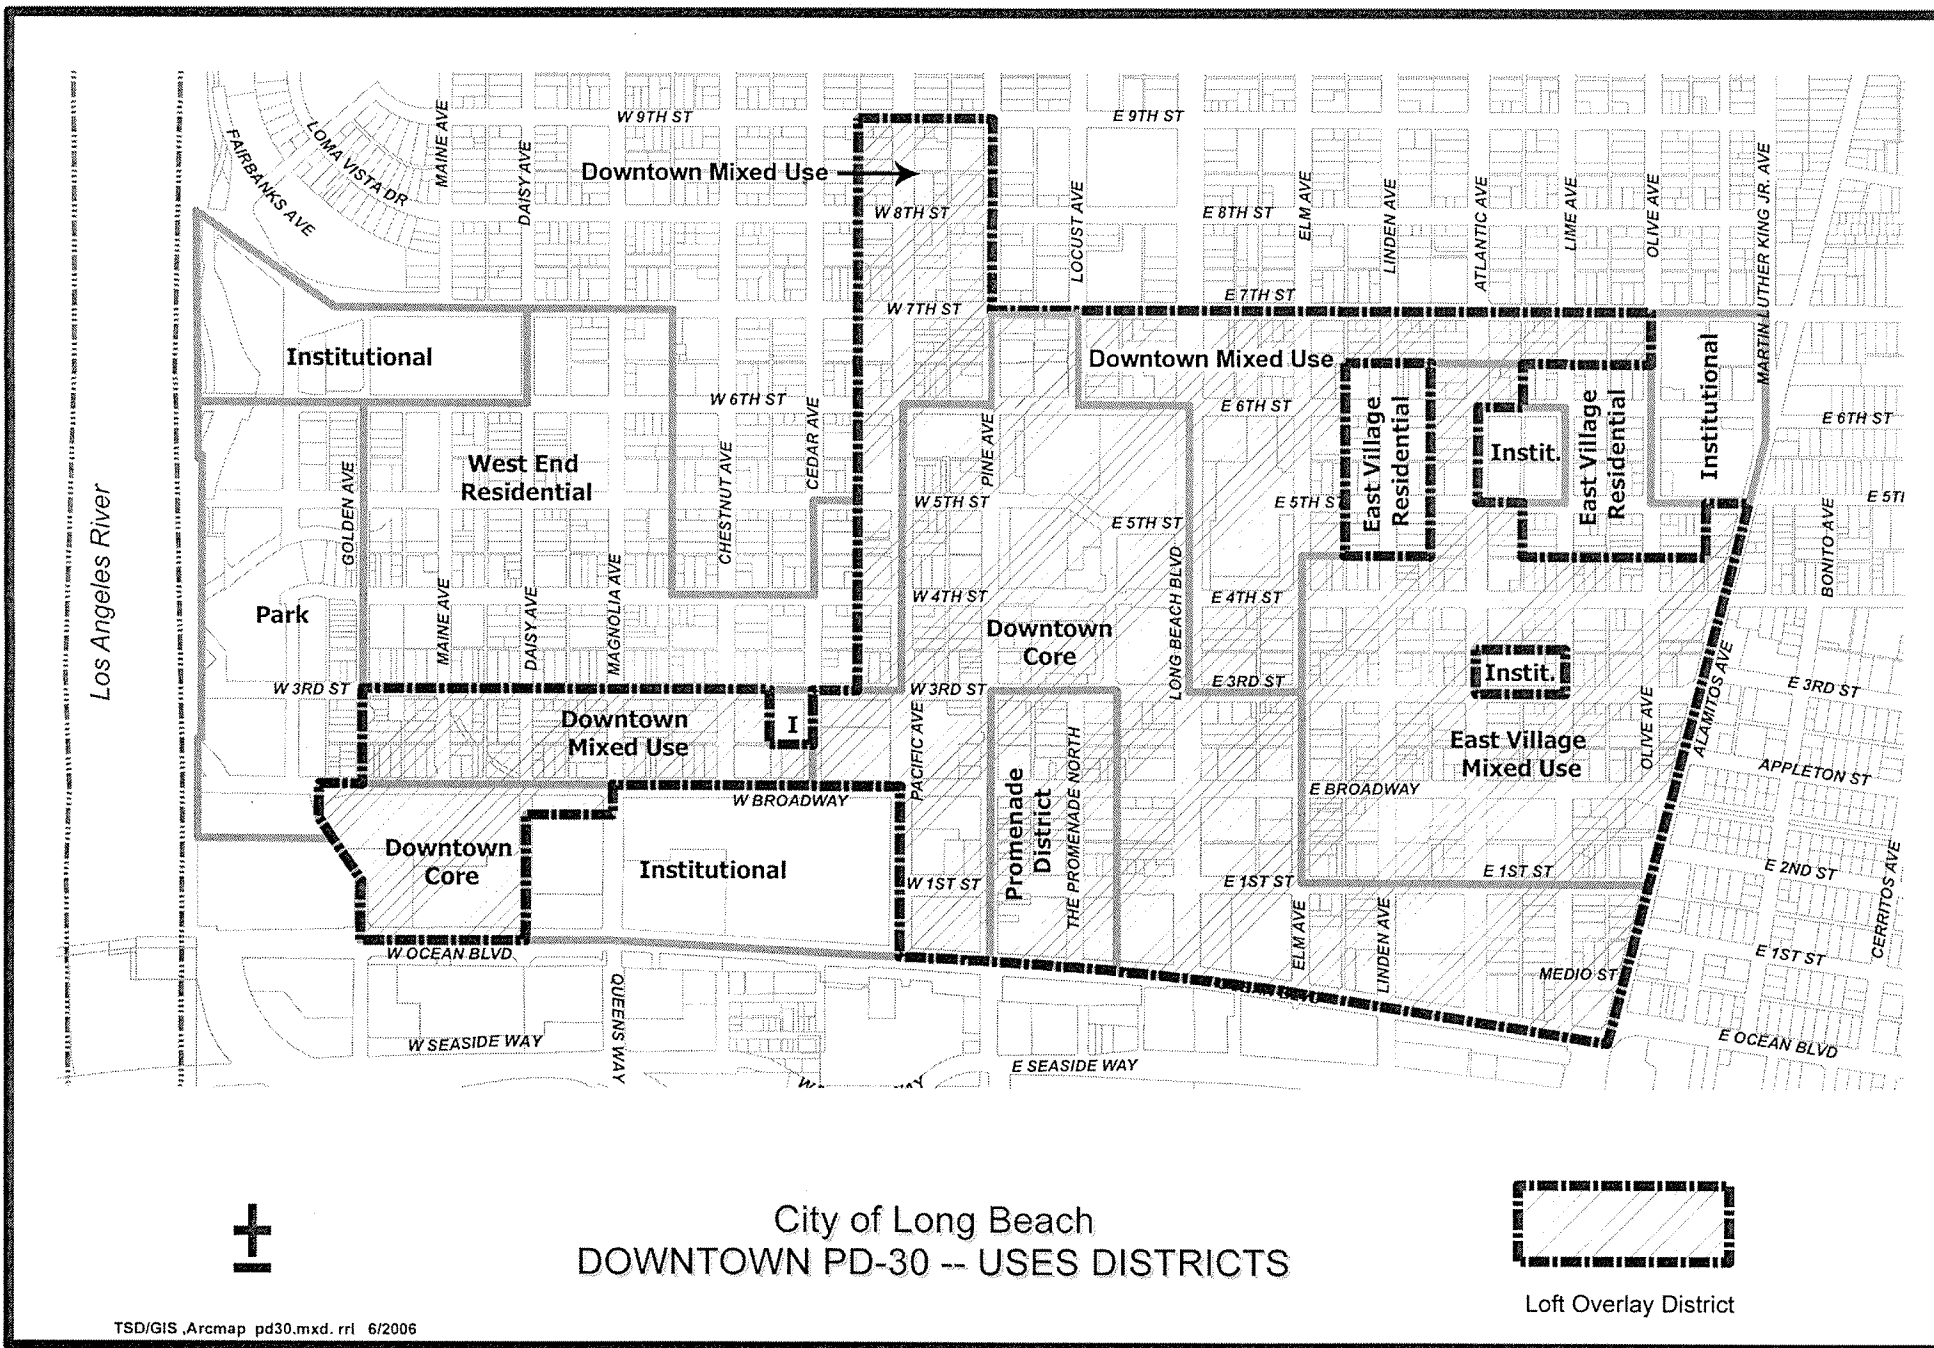 W 9TH ST
E 9TH ST
MAINE AVE
DAISY AVE
LOMA VISTA DR
FAIRBANKS AVE
Downtown Mixed Use
W 8TH ST
E 8TH ST
LOCUST AVE
ELM AVE
LINDEN AVE
ATLANTIC AVE
LIME AVE
OLIVE AVE
MARTIN LUTHER KING JR. AVE
W 7TH ST
E 7TH ST
Institutional
Downtown Mixed Use
W 6TH ST
E 6TH ST
E 6TH ST
CEDAR AVE
PINE AVE
East Village
Residential
Instit.
East Village
Residential
Institutional
West End
Residential
GOLDEN AVE
CHESTNUT AVE
W 5TH ST
E 5TH ST
E 5TH ST
E 5TH
BONITO AVE
Los Angeles River
MAINE AVE
DAISY AVE
MAGNOLIA AVE
LONG BEACH BLVD
W 4TH ST
E 4TH ST
Park
Downtown
Core
W 3RD ST
W 3RD ST
E 3RD ST
Instit.
E 3RD ST
ALAMITOS AVE
OLIVE AVE
Downtown
Mixed Use
I
PACIFIC AVE
Promenade
District
THE PROMENADE NORTH
East Village
Mixed Use
APPLETON ST
W BROADWAY
E BROADWAY
Downtown
Core
Institutional
W 1ST ST
E 1ST ST
E 1ST ST
E 2ND ST
CERRITOS AVE
ELM AVE
LINDEN AVE
W OCEAN BLVD
MEDIO ST
E 1ST ST
QUEENS WAY
W SEASIDE WAY
E SEASIDE WAY
E OCEAN BLVD
City of Long Beach
DOWNTOWN PD-30 -- USES DISTRICTS
Loft Overlay District
TSD/GIS ,Arcmap pd30.mxd. rrl 6/2006